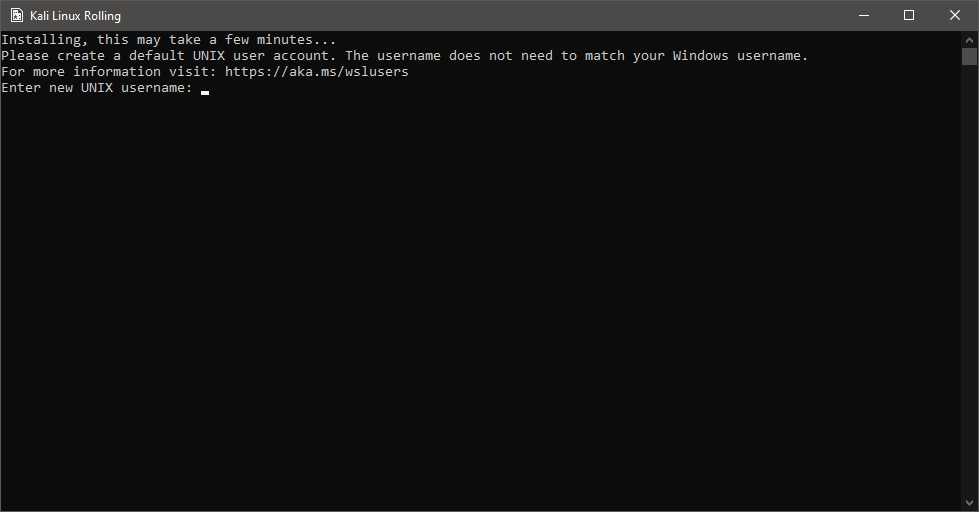 Kali Linux Rolling
Installing, this may take a few minutes...
Please create a default UNIX user account. The username does not need to match your Windows username.
For more information visit: https://aka.ms/wslusers
Enter new UNIX username: